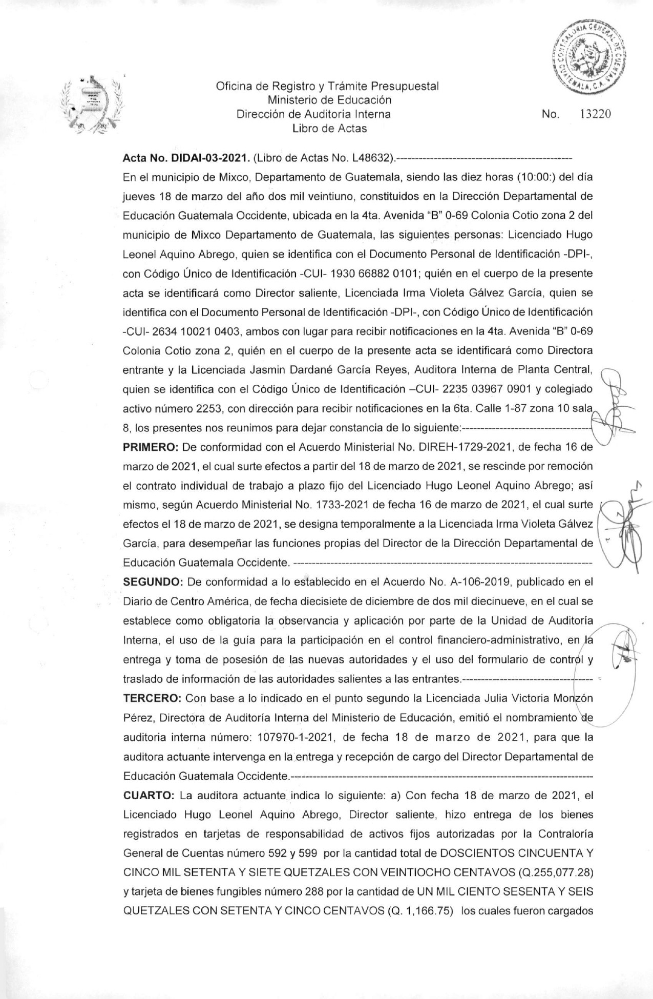 CONTRALORIA GENERAL DE CUENTAS
GUATEMALA, C.A.
Oficina de Registro y Trámite Presupuestal
Ministerio de Educación
Dirección de Auditoría Interna
No. 13220
Libro de Actas
Acta No. DIDAI-03-2021. (Libro de Actas No. L48632).-----------------------------------------------
En el municipio de Mixco, Departamento de Guatemala, siendo las diez horas (10:00:) del día
jueves 18 de marzo del año dos mil veintiuno, constituidos en la Dirección Departamental de
Educación Guatemala Occidente, ubicada en la 4ta. Avenida “B” 0-69 Colonia Cotio zona 2 del
municipio de Mixco Departamento de Guatemala, las siguientes personas: Licenciado Hugo
Leonel Aquino Abrego, quien se identifica con el Documento Personal de Identificación -DPI-,
con Código Único de Identificación -CUI- 1930 66882 0101; quién en el cuerpo de la presente
acta se identificará como Director saliente, Licenciada Irma Violeta Gálvez García, quien se
identifica con el Documento Personal de Identificación -DPI-, con Código Único de Identificación
-CUI- 2634 10021 0403, ambos con lugar para recibir notificaciones en la 4ta. Avenida “B” 0-69
Colonia Cotio zona 2, quién en el cuerpo de la presente acta se identificará como Directora
entrante y la Licenciada Jasmin Dardané García Reyes, Auditora Interna de Planta Central,
quien se identifica con el Código Único de Identificación –CUI- 2235 03967 0901 y colegiado
activo número 2253, con dirección para recibir notificaciones en la 6ta. Calle 1-87 zona 10 sala
8, los presentes nos reunimos para dejar constancia de lo siguiente:-----------------------------------
PRIMERO: De conformidad con el Acuerdo Ministerial No. DIREH-1729-2021, de fecha 16 de
marzo de 2021, el cual surte efectos a partir del 18 de marzo de 2021, se rescinde por remoción
el contrato individual de trabajo a plazo fijo del Licenciado Hugo Leonel Aquino Abrego; así
mismo, según Acuerdo Ministerial No. 1733-2021 de fecha 16 de marzo de 2021, el cual surte
efectos el 18 de marzo de 2021, se designa temporalmente a la Licenciada Irma Violeta Gálvez
García, para desempeñar las funciones propias del Director de la Dirección Departamental de
Educación Guatemala Occidente. --------------------------------------------------------------------------------
SEGUNDO: De conformidad a lo establecido en el Acuerdo No. A-106-2019, publicado en el
Diario de Centro América, de fecha diecisiete de diciembre de dos mil diecinueve, en el cual se
establece como obligatoria la observancia y aplicación por parte de la Unidad de Auditoría
Interna, el uso de la guía para la participación en el control financiero-administrativo, en la
entrega y toma de posesión de las nuevas autoridades y el uso del formulario de control y
traslado de información de las autoridades salientes a las entrantes.-----------------------------------
TERCERO: Con base a lo indicado en el punto segundo la Licenciada Julia Victoria Monzón
Pérez, Directora de Auditoría Interna del Ministerio de Educación, emitió el nombramiento de
auditoria interna número: 107970-1-2021, de fecha 18 de marzo de 2021, para que la
auditora actuante intervenga en la entrega y recepción de cargo del Director Departamental de
Educación Guatemala Occidente.---------------------------------------------------------------------------------
CUARTO: La auditora actuante indica lo siguiente: a) Con fecha 18 de marzo de 2021, el
Licenciado Hugo Leonel Aquino Abrego, Director saliente, hizo entrega de los bienes
registrados en tarjetas de responsabilidad de activos fijos autorizadas por la Contraloría
General de Cuentas número 592 y 599 por la cantidad total de DOSCIENTOS CINCUENTA Y
CINCO MIL SETENTA Y SIETE QUETZALES CON VEINTIOCHO CENTAVOS (Q.255,077.28)
y tarjeta de bienes fungibles número 288 por la cantidad de UN MIL CIENTO SESENTA Y SEIS
QUETZALES CON SETENTA Y CINCO CENTAVOS (Q. 1,166.75) los cuales fueron cargados